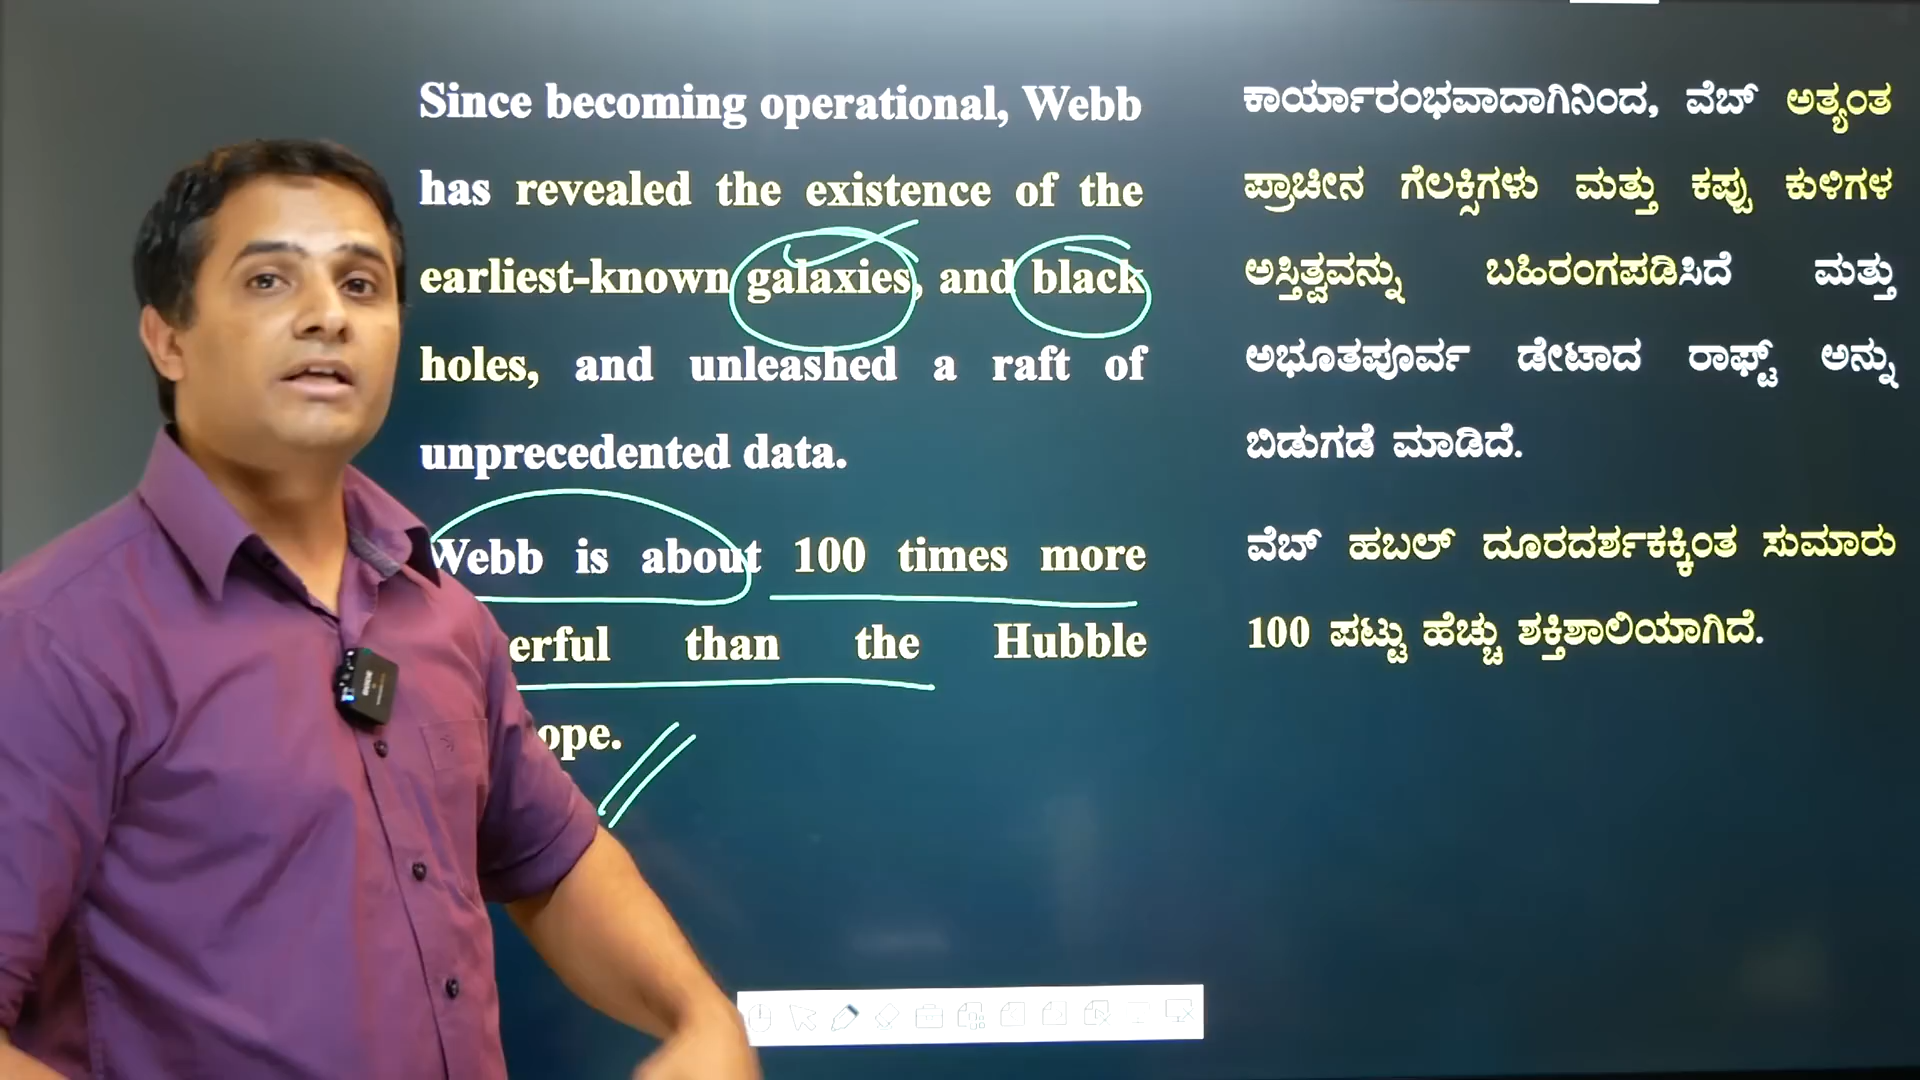 Since becoming operational, Webb
has revealed the existence of the
earliest-known galaxies, and black
holes, and unleashed a raft of
unprecedented data.
Webb is about 100 times more
erful than the Hubble
ope.
ಕಾರ್ಯಾರಂಭವಾದಾಗಿನಿಂದ, ವೆಬ್ ಅತ್ಯಂತ
ಪ್ರಾಚೀನ ಗೆಲಕ್ಸಿಗಳು ಮತ್ತು ಕಪ್ಪು ಕುಳಿಗಳ
ಅಸ್ತಿತ್ವವನ್ನು ಬಹಿರಂಗಪಡಿಸಿದೆ ಮತ್ತು
ಅಭೂತಪೂರ್ವ ಡೇಟಾದ ರಾಫ್ಟ್ ಅನ್ನು
ಬಿಡುಗಡೆ ಮಾಡಿದೆ.
ವೆಬ್ ಹಬಲ್ ದೂರದರ್ಶಕಕ್ಕಿಂತ ಸುಮಾರು
100 ಪಟ್ಟು ಹೆಚ್ಚು ಶಕ್ತಿಶಾಲಿಯಾಗಿದೆ.